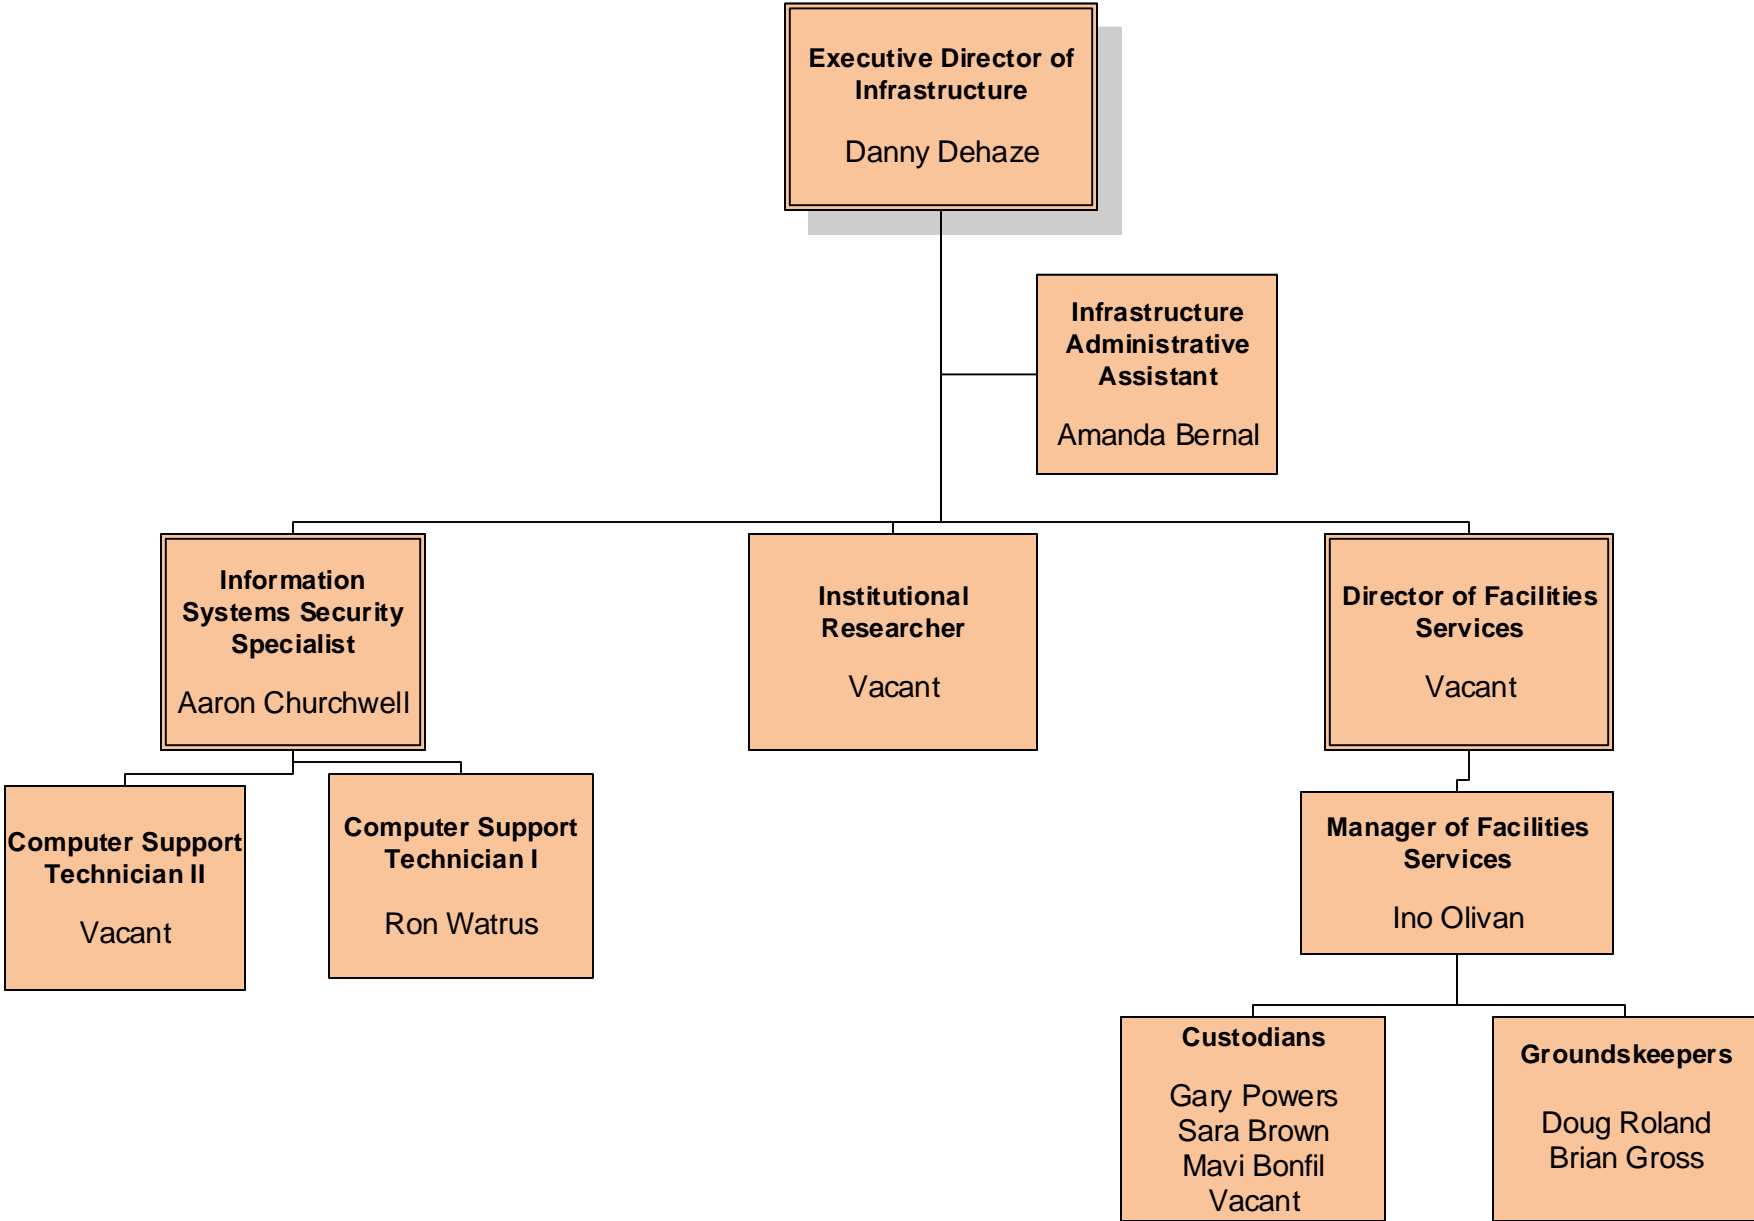 Executive Director of
Infrastructure
Danny Dehaze
Infrastructure
Administrative
Assistant
Amanda Bernal
Information
Systems Security
Specialist
Aaron Churchwell
Institutional
Researcher
Vacant
Director of Facilities
Services
Vacant
Computer Support
Technician II
Vacant
Computer Support
Technician I
Ron Watrus
Manager of Facilities
Services
Ino Olivan
Custodians
Gary Powers
Sara Brown
Mavi Bonfil
Vacant
Groundskeepers
Doug Roland
Brian Gross